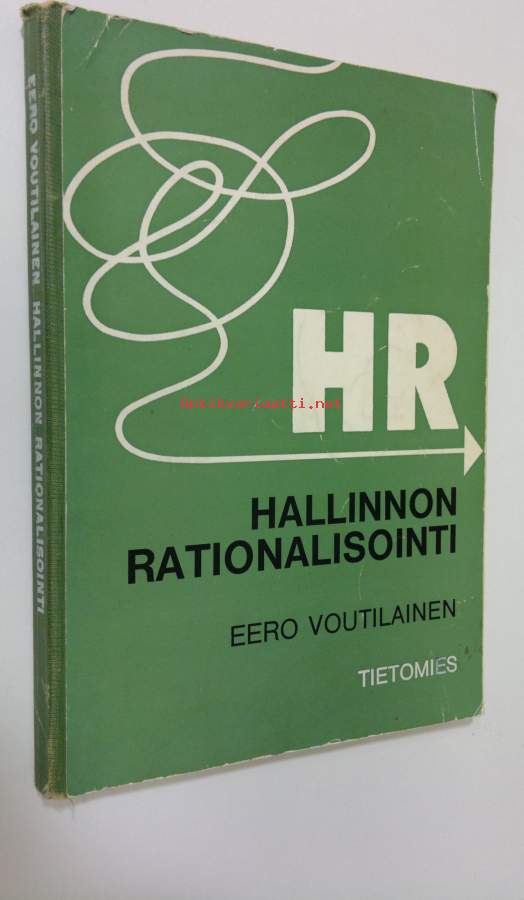 EERO VOUTILAINEN HALLINNON RATIONALISOINTI
HR
Antikvariaatti.net
HALLINNON
RATIONALISOINTI
EERO VOUTILAINEN
TIETOMIES